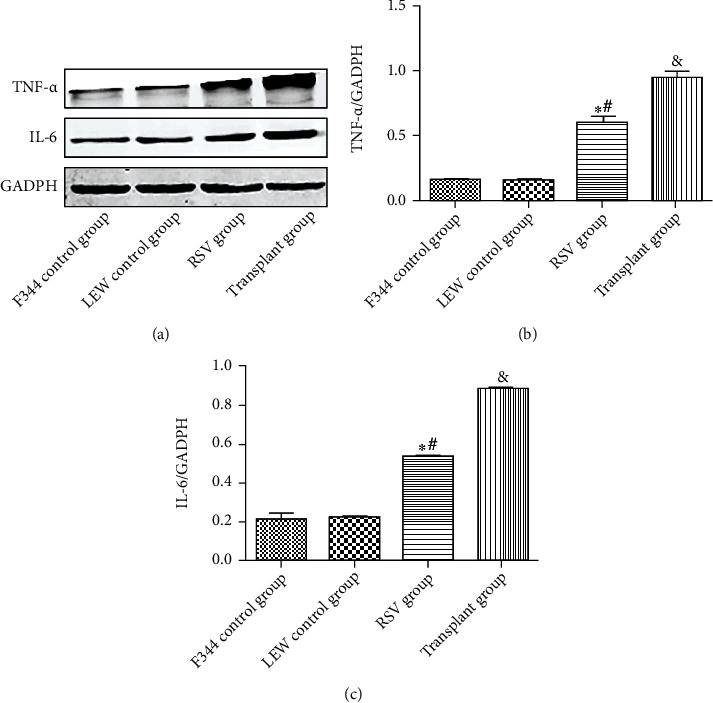 TNF-α
IL-6
GADPH
F344 control group
LEW control group
RSV group
Transplant group
(a)
TNF-α/GADPH
1.5
1.0
0.5
0.0
*#
&
F344 control group
LEW control group
RSV group
Transplant group
(b)
IL-6/GADPH
1.0
0.8
0.6
0.4
0.2
0.0
*#
&
F344 control group
LEW control group
RSV group
Transplant group
(c)